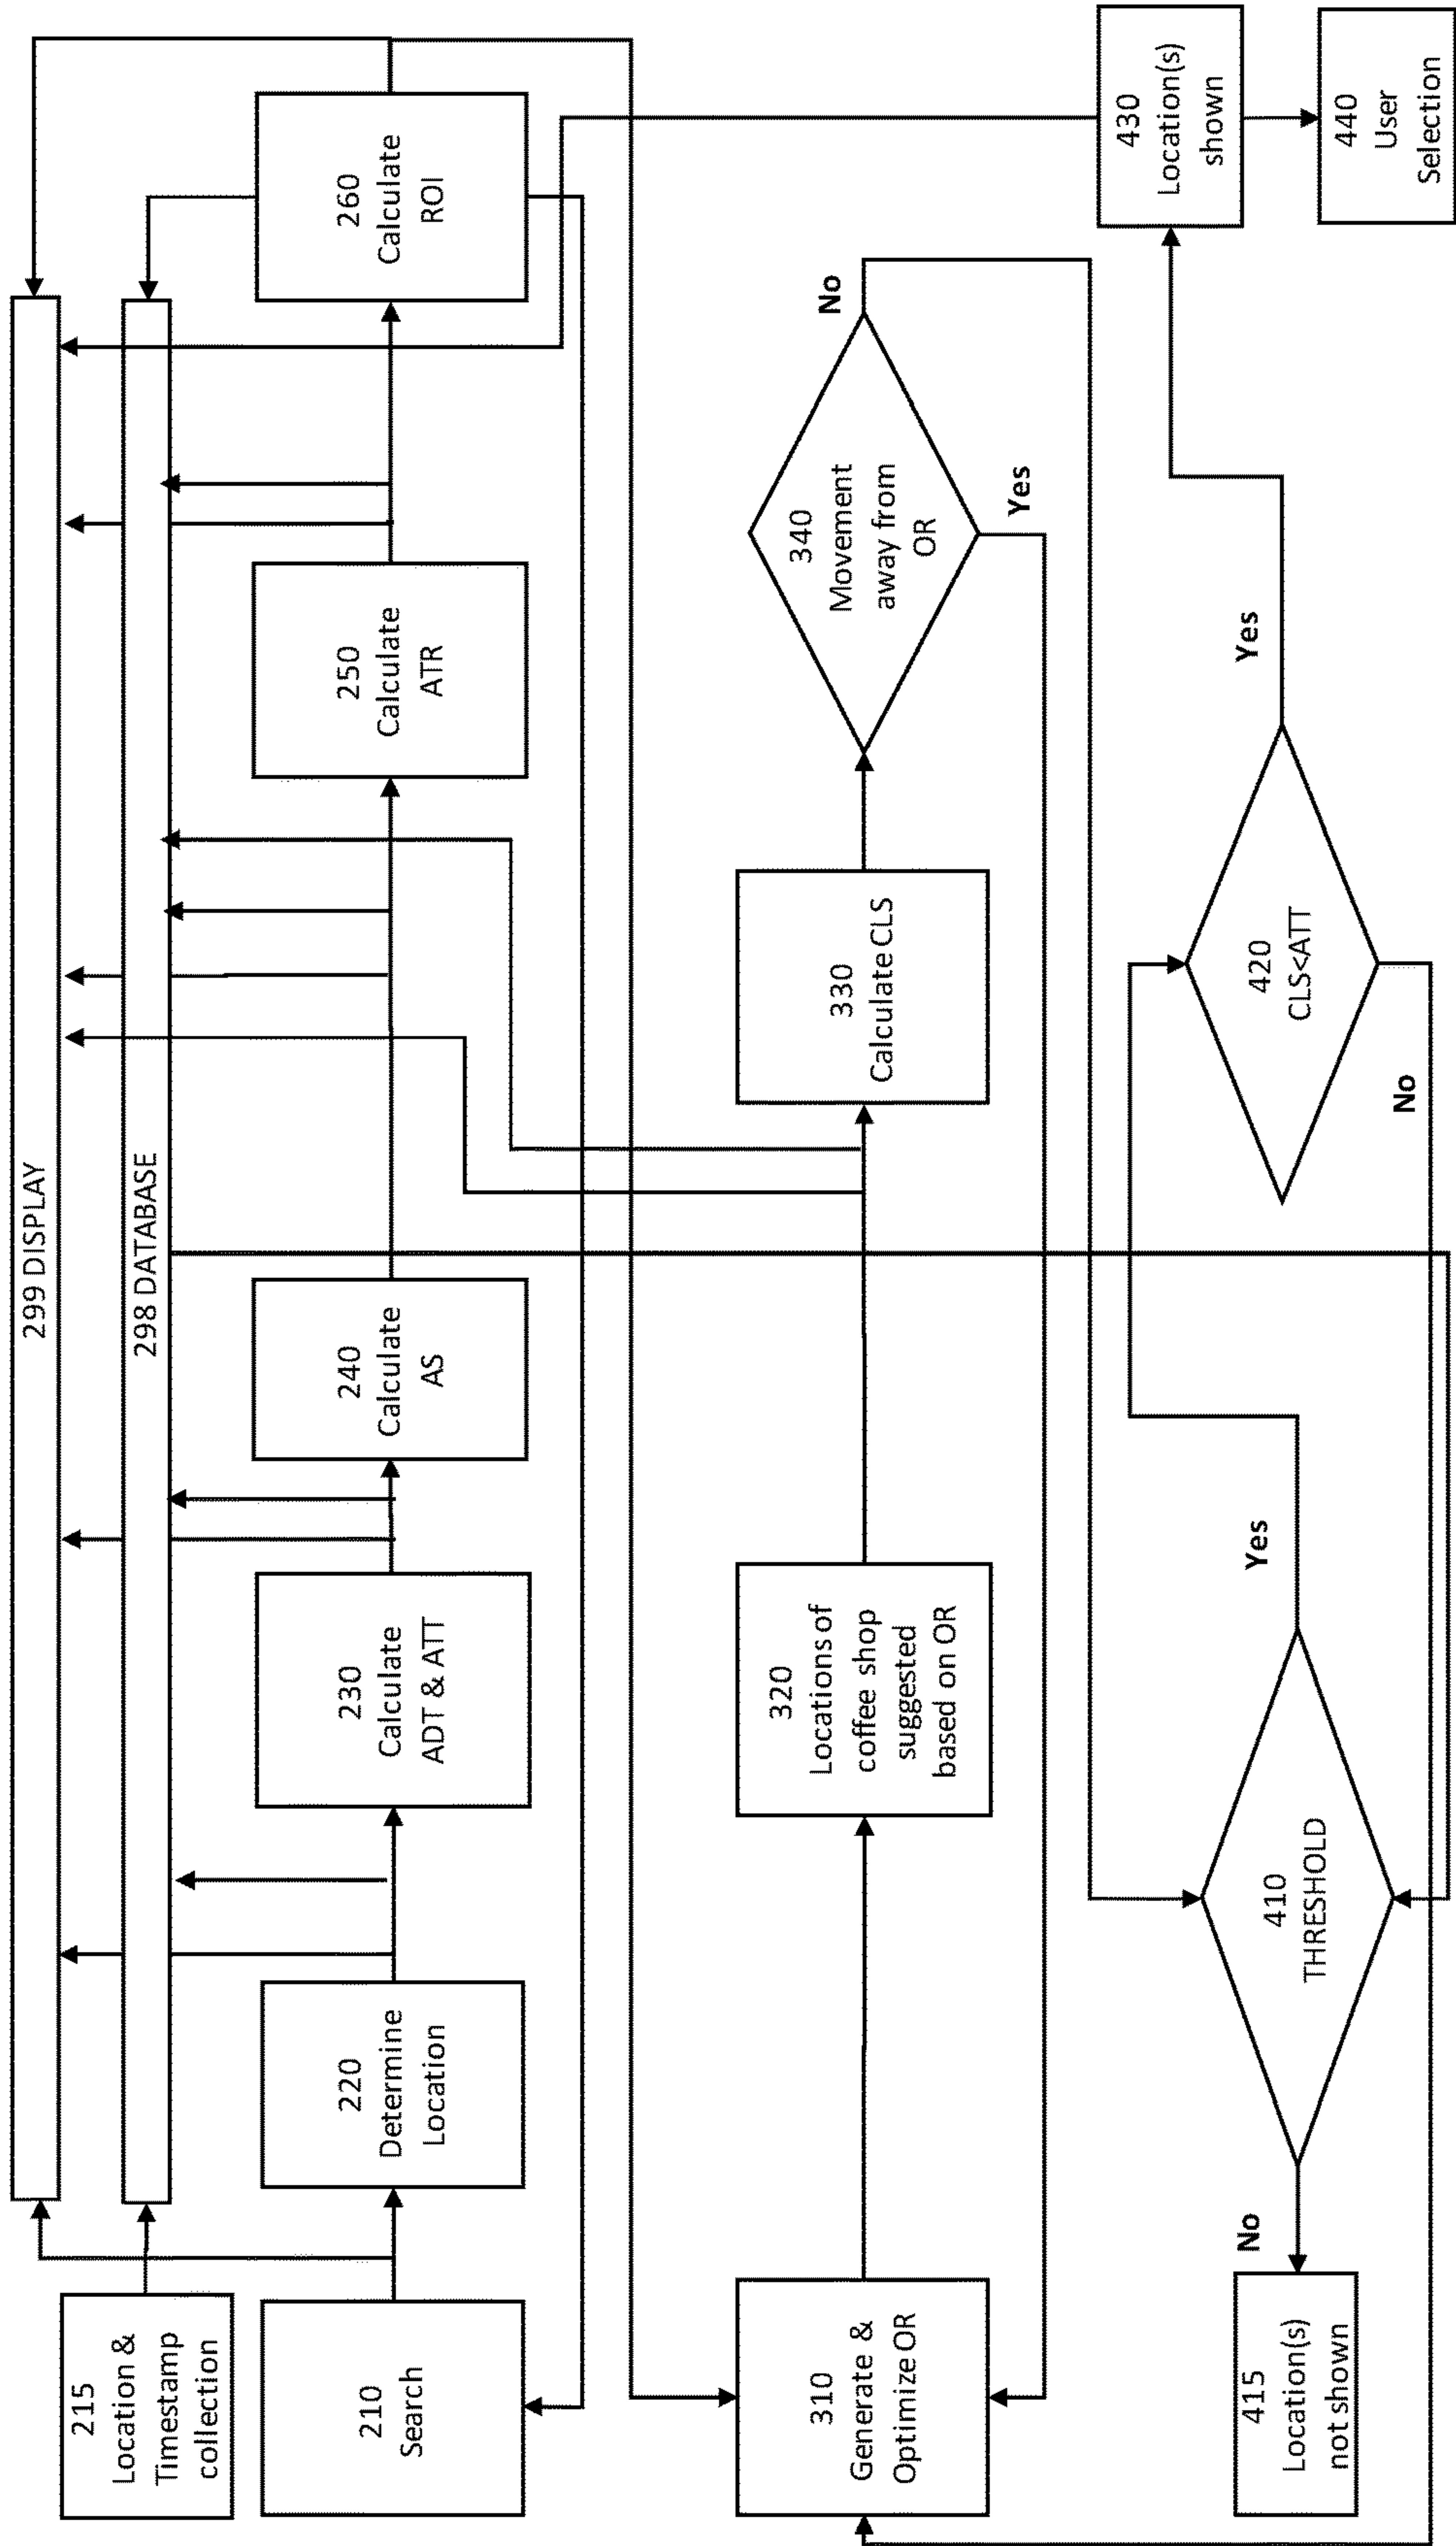 299 DISPLAY
298 DATABASE
215
Location &
Timestamp
collection
210
Search
220
Determine
Location
230
Calculate
ADT & ATT
240
Calculate
AS
250
Calculate
ATR
260
Calculate
ROI
310
Generate &
Optimize OR
320
Locations of
coffee shop
suggested
based on OR
330
Calculate CLS
340
Movement
away from
OR
No
Yes
415
Location(s)
not shown
No
410
THRESHOLD
Yes
420
CLS<ATT
No
Yes
430
Location(s)
shown
440
User
Selection